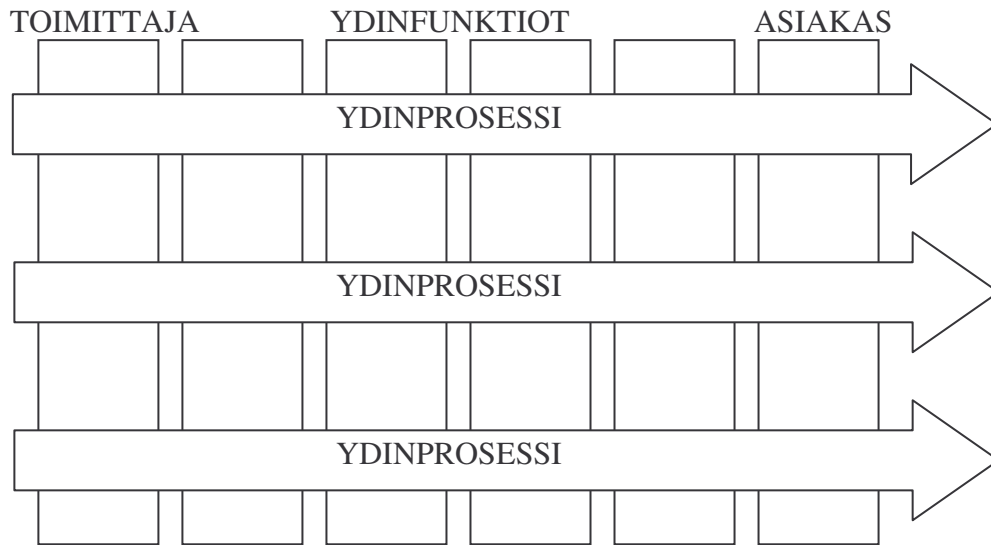 TOIMITTAJA YDINFUNKTIOT ASIAKAS
YDINPROSESSI
YDINPROSESSI
YDINPROSESSI